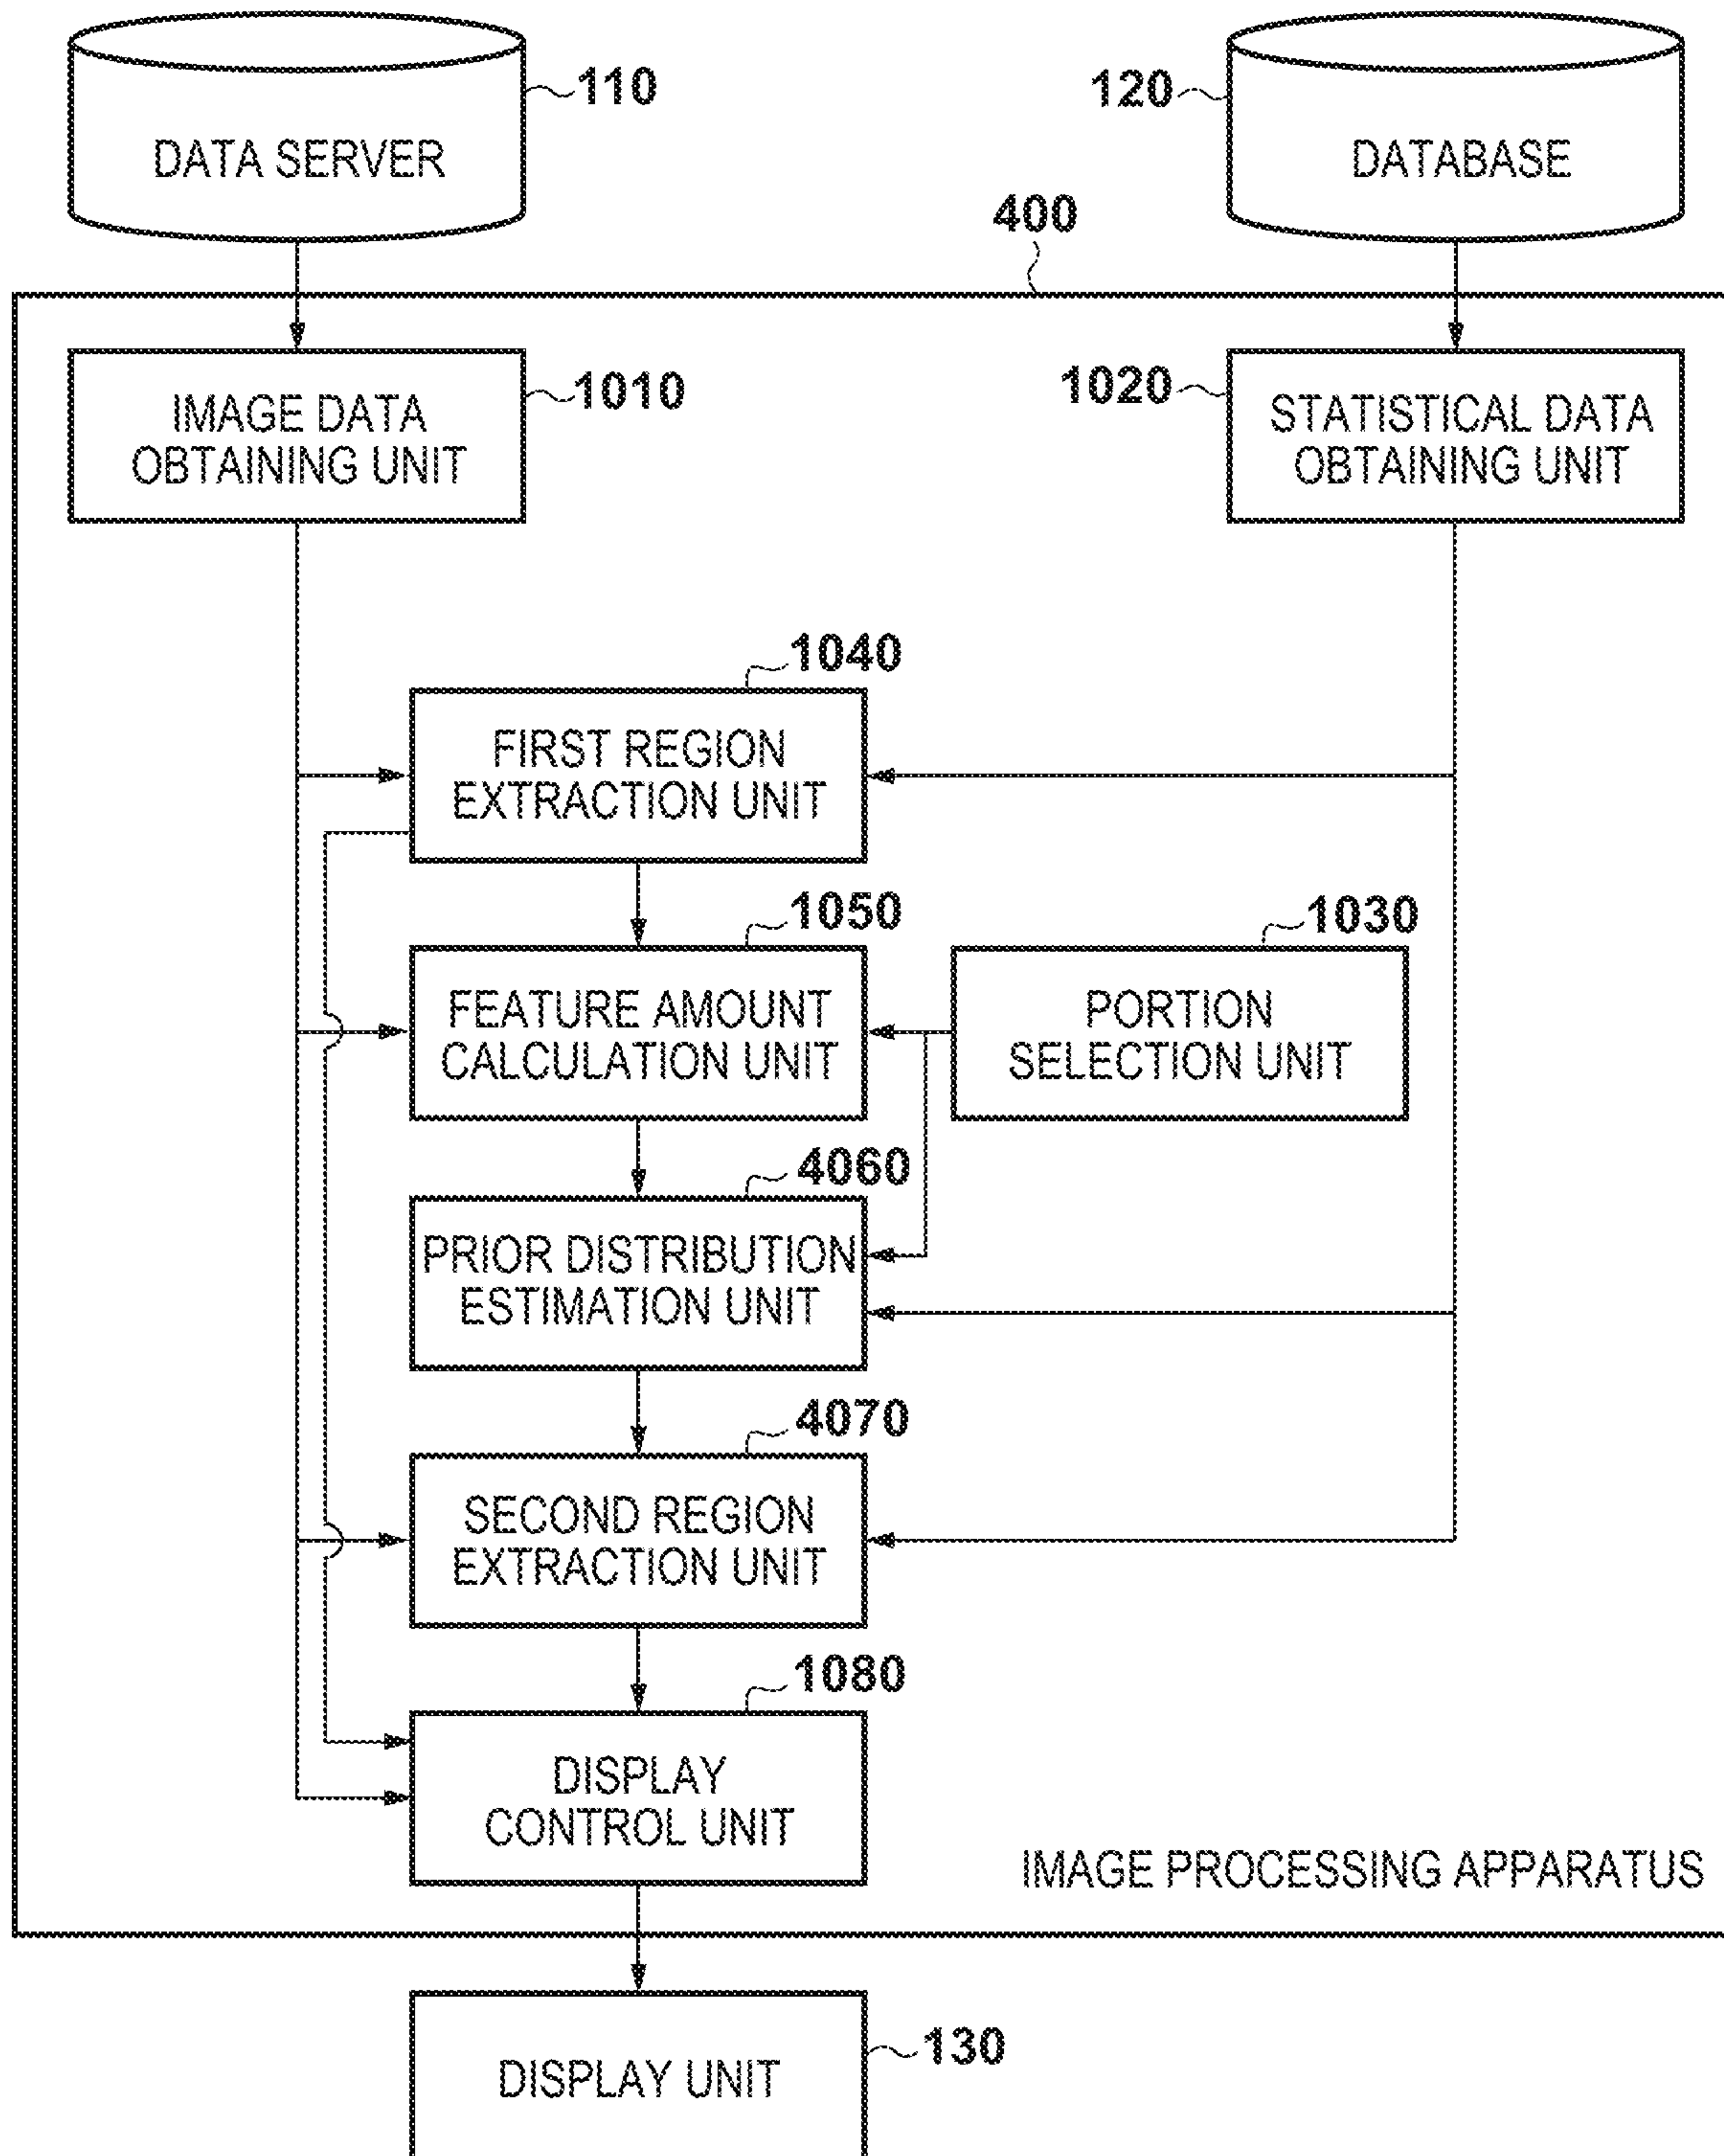 110
DATA SERVER
120
DATABASE
400
1010
IMAGE DATA
OBTAINING UNIT
1020
STATISTICAL DATA
OBTAINING UNIT
1040
FIRST REGION
EXTRACTION UNIT
1050
FEATURE AMOUNT
CALCULATION UNIT
1030
PORTION
SELECTION UNIT
4060
PRIOR DISTRIBUTION
ESTIMATION UNIT
4070
SECOND REGION
EXTRACTION UNIT
1080
DISPLAY
CONTROL UNIT
IMAGE PROCESSING APPARATUS
130
DISPLAY UNIT